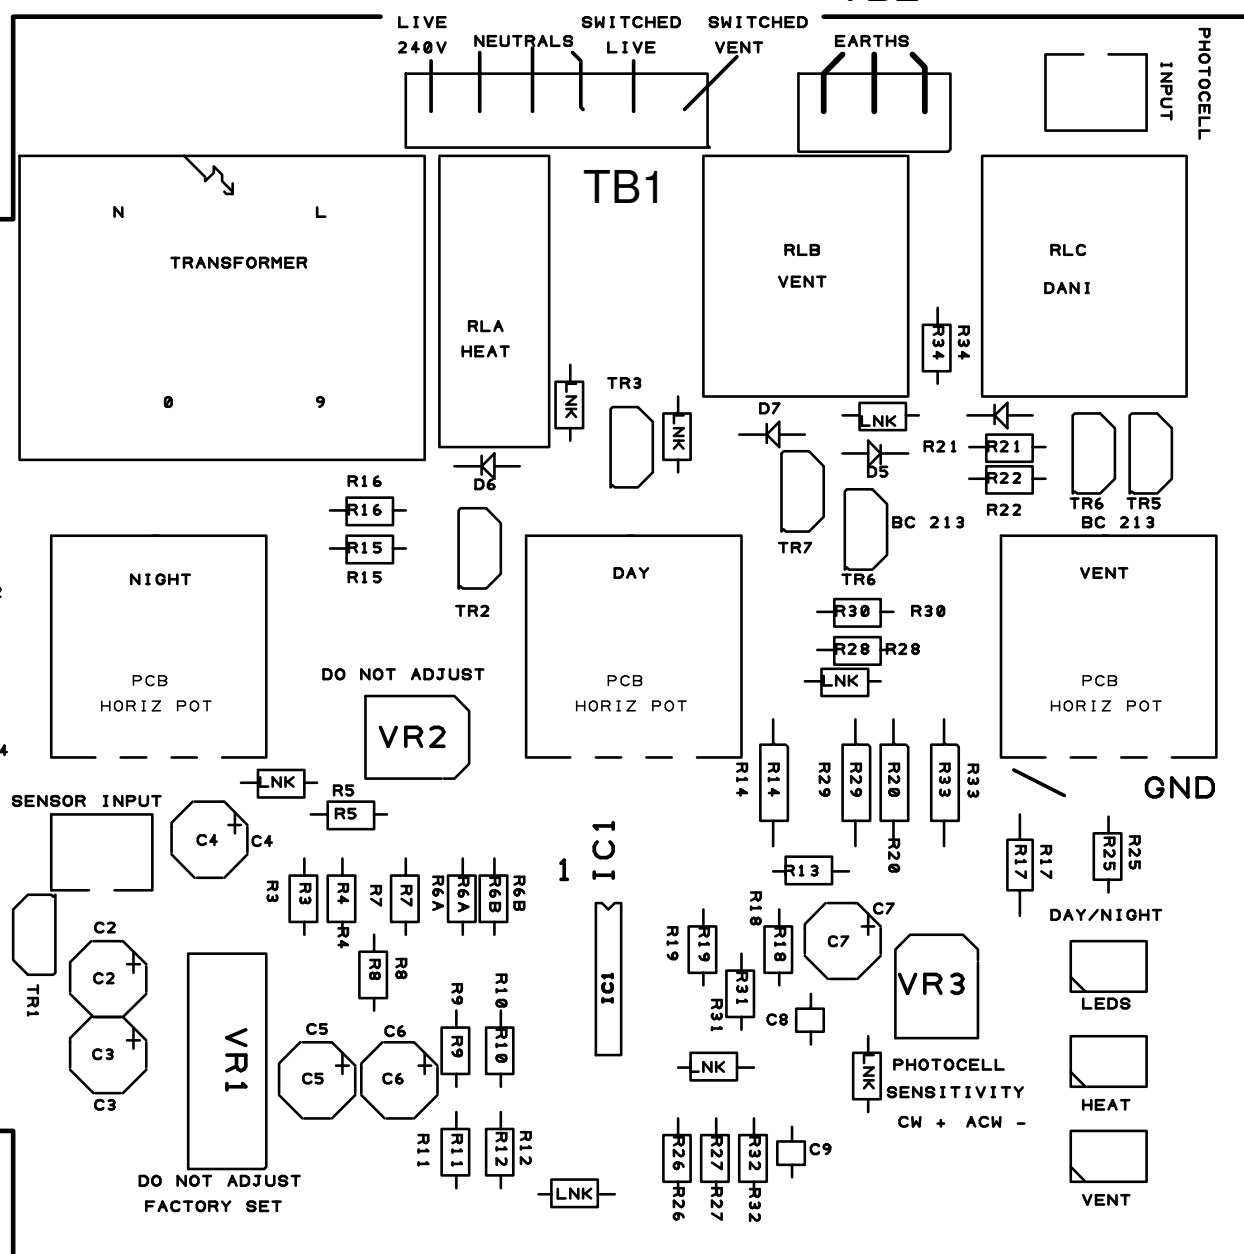 LIVE
240V
NEUTRALS
SWITCHED
LIVE
SWITCHED
VENT
EARTHS
PHOTOCELL
INPUT
TB1
N
L
TRANSFORMER
0
9
RLA
HEAT
RLB
VENT
RLC
DANI
R34
R34
TR3
LNK
LNK
D7
LNK
D5
D6
R21
R21
R22
R22
TR6
TR5
BC 213
BC 213
TR7
TR6
R16
R16
R15
R15
TR2
NIGHT
PCB
HORIZ POT
DAY
PCB
HORIZ POT
VENT
PCB
HORIZ POT
R30
R30
R28
R28
LNK
DO NOT ADJUST
VR2
LNK
R14
R14
R29
R29
R20
R20
R33
R33
GND
SENSOR INPUT
R5
R5
C4
C4
1
IC1
IC1
R13
R17
R17
R25
R25
R3
R3
R4
R4
R7
R7
R6A
R6A
R6B
R6B
R8
R8
TR1
C2
C2
C3
C3
VR1
DO NOT ADJUST
FACTORY SET
C5
C5
C6
C6
R9
R9
R10
R10
R11
R11
R12
R12
LNK
R19
R19
R18
R18
R31
R31
C7
C7
C8
VR3
LNK
LNK
PHOTOCELL
SENSITIVITY
CW + ACW -
R26
R26
R27
R27
R32
R32
C9
DAY/NIGHT
LEDS
HEAT
VENT